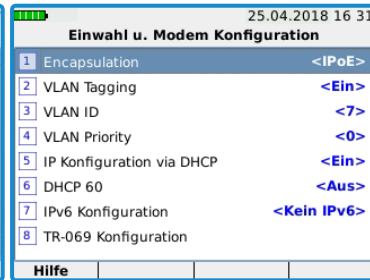 25.04.2018 16 31
Einwahl u. Modem Konfiguration
1 Encapsulation <IPoE>
2 VLAN Tagging <Ein>
3 VLAN ID <7>
4 VLAN Priority <0>
5 IP Konfiguration via DHCP <Ein>
6 DHCP 60 <Aus>
7 IPv6 Konfiguration <Kein IPv6>
8 TR-069 Konfiguration
Hilfe